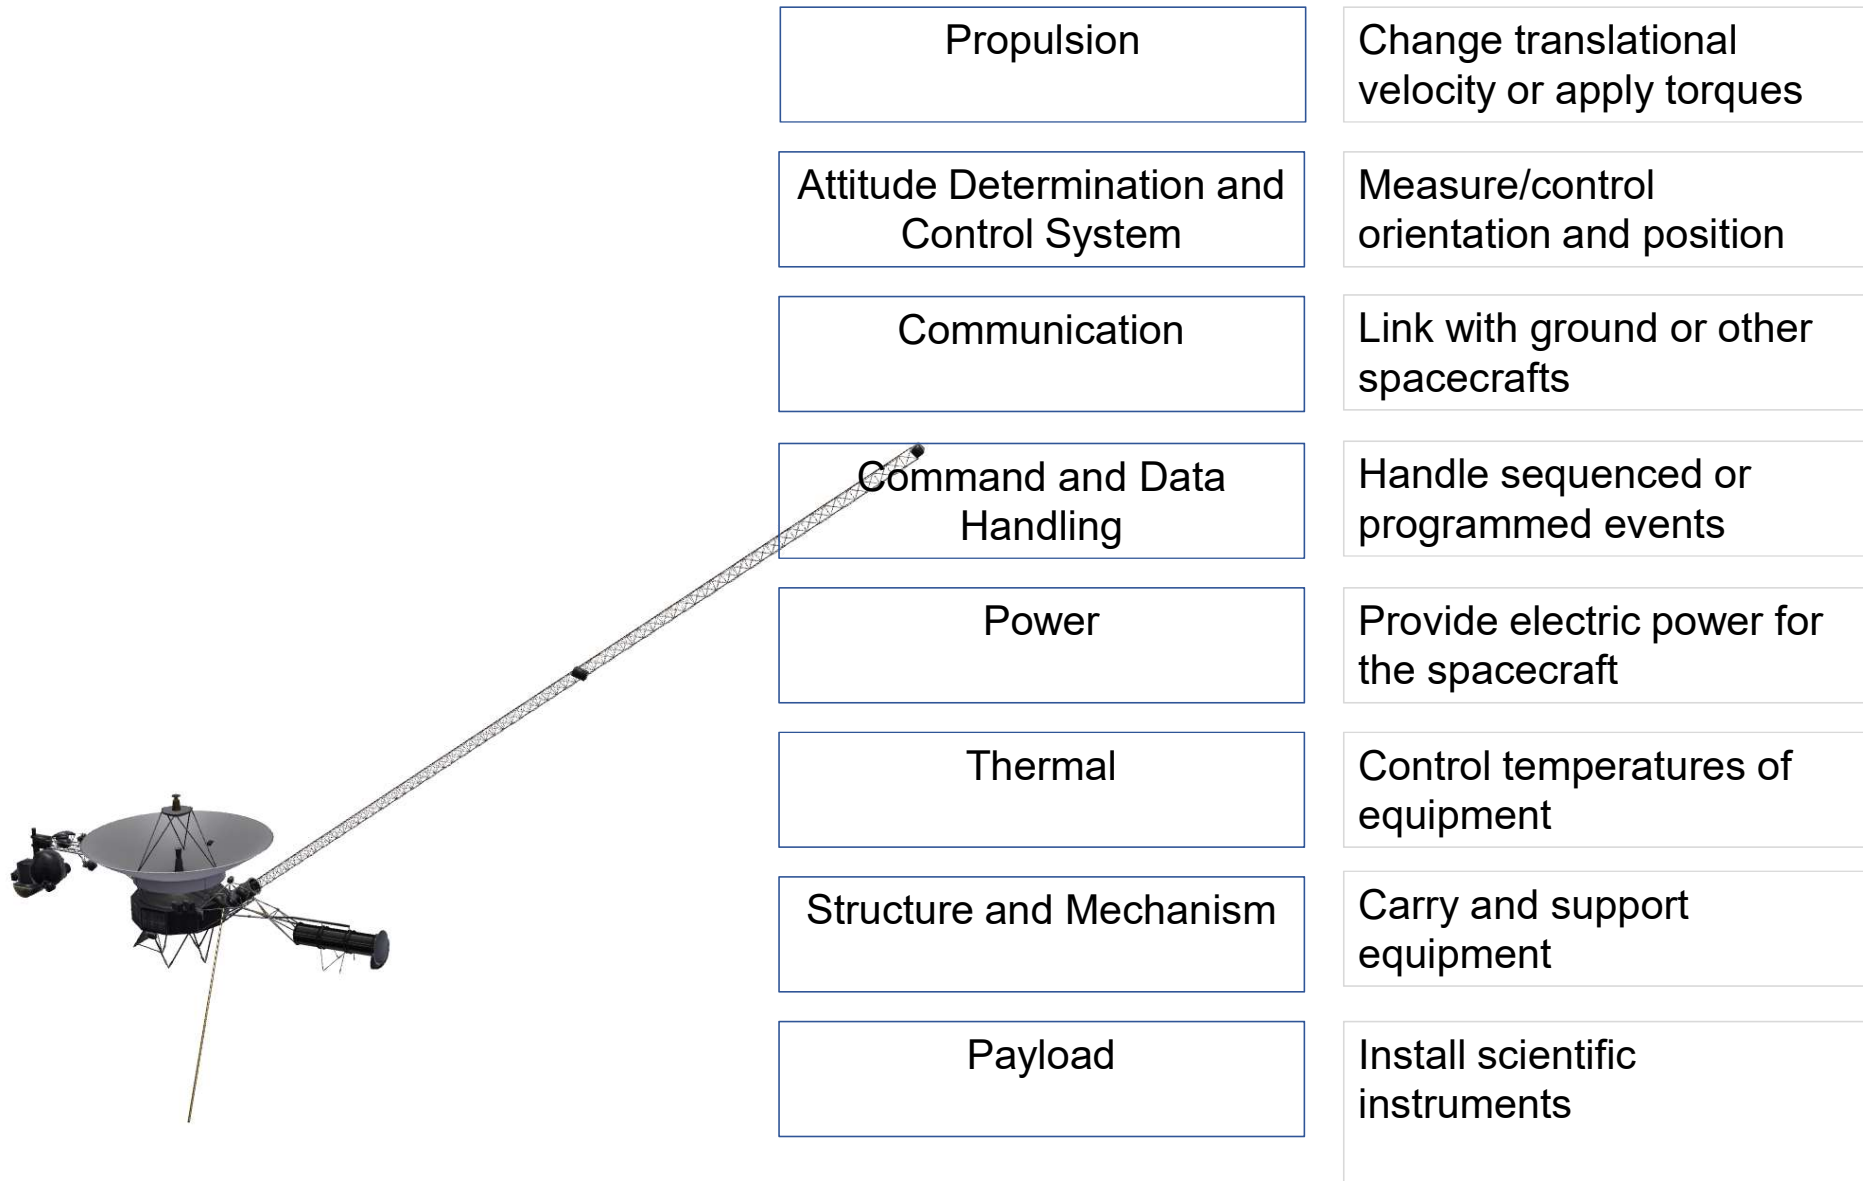 Propulsion
Change translational
velocity or apply torques
Attitude Determination and
Control System
Measure/control
orientation and position
Communication
Link with ground or other
spacecrafts
Command and Data
Handling
Handle sequenced or
programmed events
Power
Provide electric power for
the spacecraft
Thermal
Control temperatures of
equipment
Structure and Mechanism
Carry and support
equipment
Payload
Install scientific
instruments